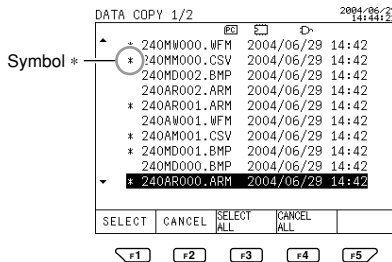 DATA COPY 1/2
2004/06/29
14:44:2
PC
Symbol *
* 240MW000.WFM 2004/06/29 14:42
* 240MM000.CSV 2004/06/29 14:42
240MD002.BMP 2004/06/29 14:42
240AR002.ARM 2004/06/29 14:42
* 240AR001.ARM 2004/06/29 14:42
240AW001.WFM 2004/06/29 14:42
* 240AM001.CSV 2004/06/29 14:42
* 240MD001.BMP 2004/06/29 14:42
240MD000.BMP 2004/06/29 14:42
* 240AR000.ARM 2004/06/29 14:42
SELECT CANCEL SELECT ALL CANCEL ALL
F1 F2 F3 F4 F5